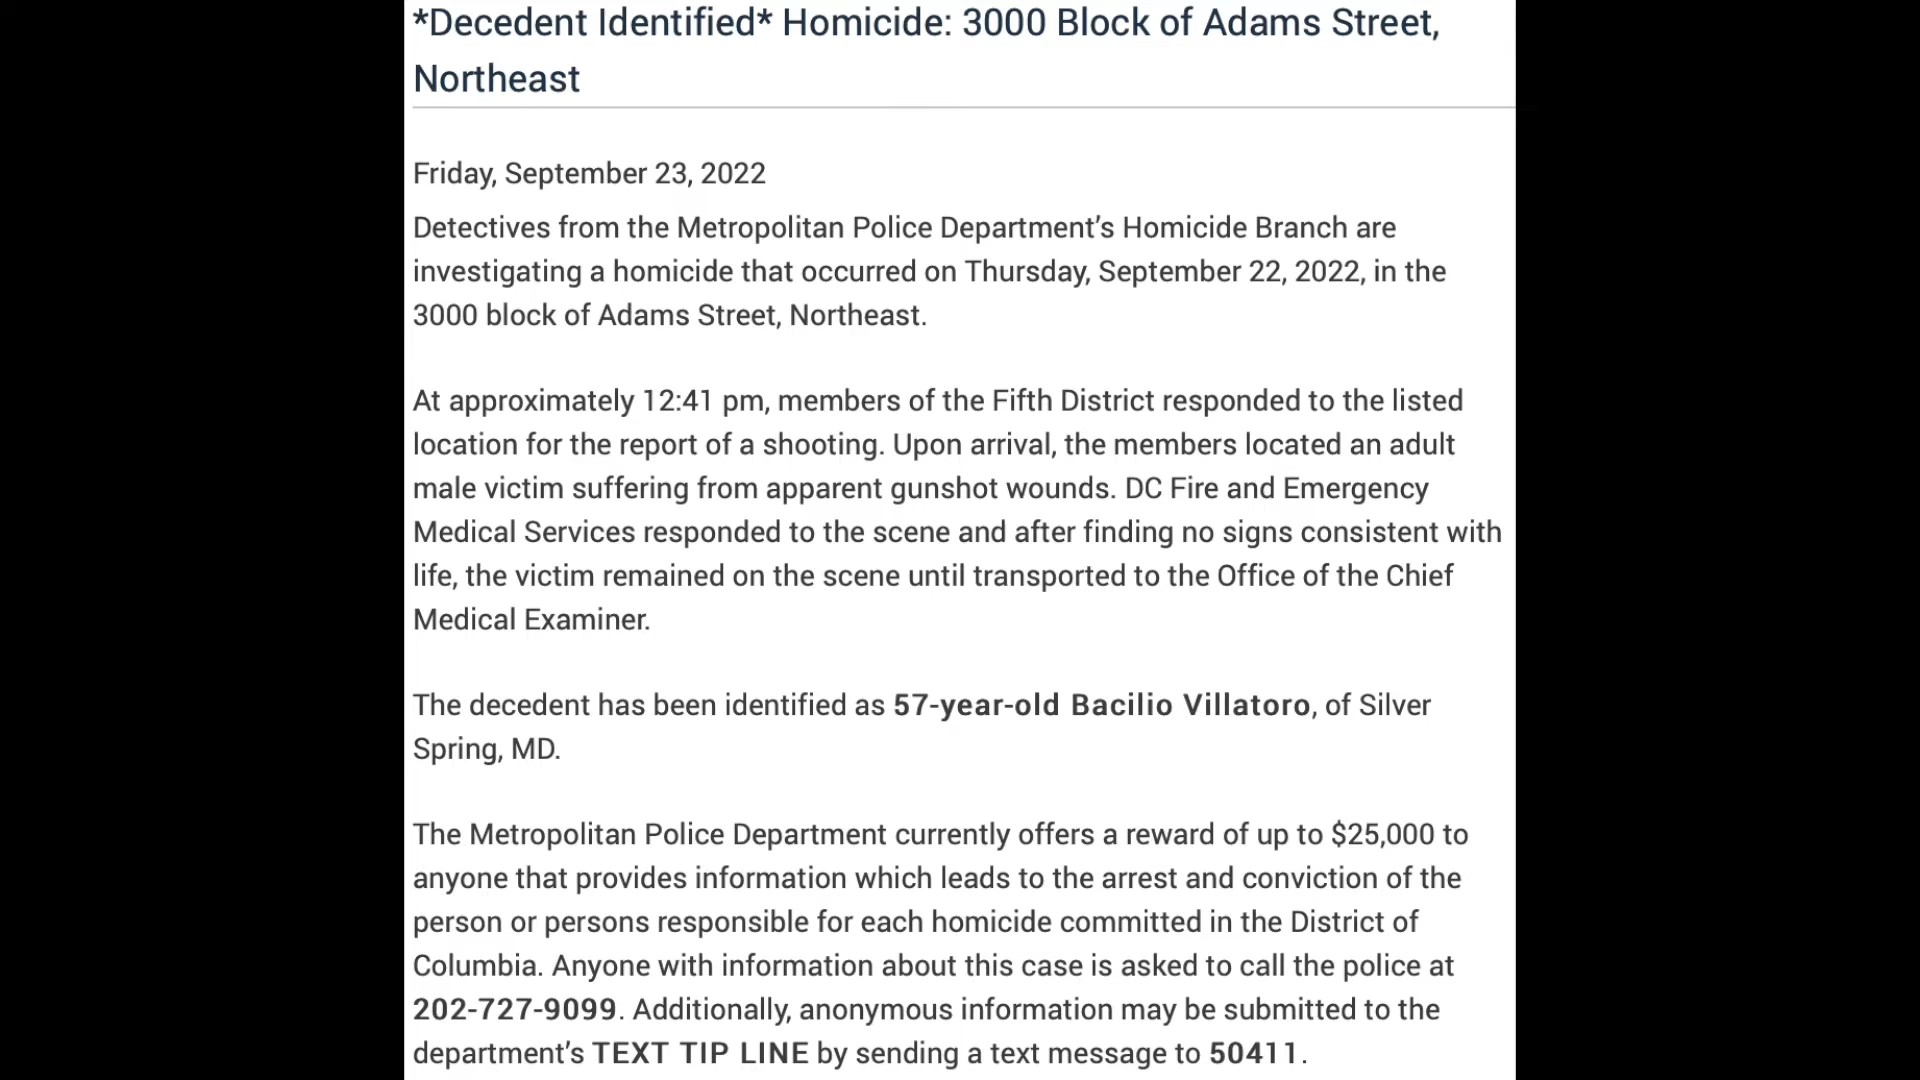 *Decedent Identified* Homicide: 3000 Block of Adams Street,
Northeast
Friday, September 23, 2022
Detectives from the Metropolitan Police Department’s Homicide Branch are
investigating a homicide that occurred on Thursday, September 22, 2022, in the
3000 block of Adams Street, Northeast.
At approximately 12:41 pm, members of the Fifth District responded to the listed
location for the report of a shooting. Upon arrival, the members located an adult
male victim suffering from apparent gunshot wounds. DC Fire and Emergency
Medical Services responded to the scene and after finding no signs consistent with
life, the victim remained on the scene until transported to the Office of the Chief
Medical Examiner.
The decedent has been identified as 57-year-old Bacilio Villatoro, of Silver
Spring, MD.
The Metropolitan Police Department currently offers a reward of up to $25,000 to
anyone that provides information which leads to the arrest and conviction of the
person or persons responsible for each homicide committed in the District of
Columbia. Anyone with information about this case is asked to call the police at
202-727-9099. Additionally, anonymous information may be submitted to the
department’s TEXT TIP LINE by sending a text message to 50411.